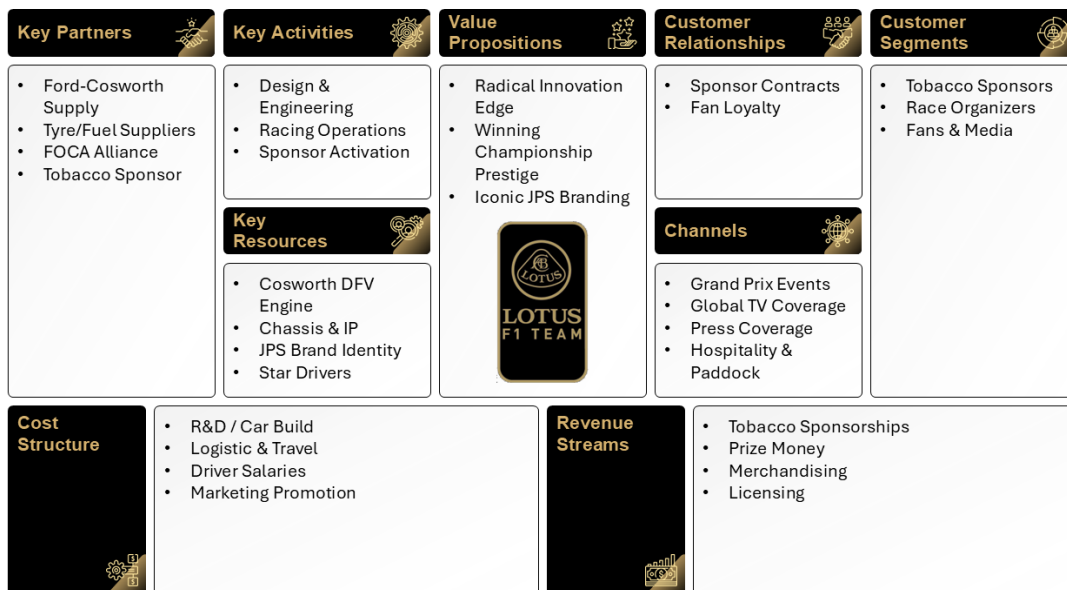 Key Partners
Key Activities
Value
Propositions
Customer
Relationships
Customer
Segments
• Ford-Cosworth
Supply
• Tyre/Fuel Suppliers
• FOCA Alliance
• Tobacco Sponsor
• Design &
Engineering
• Racing Operations
• Sponsor Activation
Key
Resources
• Cosworth DFV
Engine
• Chassis & IP
• JPS Brand Identity
• Star Drivers
• Radical Innovation
Edge
• Winning
Championship
Prestige
• Iconic JPS Branding
LOTUS
LOTUS
F1 TEAM
• Sponsor Contracts
• Fan Loyalty
Channels
• Grand Prix Events
• Global TV Coverage
• Press Coverage
• Hospitality &
Paddock
• Tobacco Sponsors
• Race Organizers
• Fans & Media
Cost
Structure
• R&D / Car Build
• Logistic & Travel
• Driver Salaries
• Marketing Promotion
Revenue
Streams
• Tobacco Sponsorships
• Prize Money
• Merchandising
• Licensing